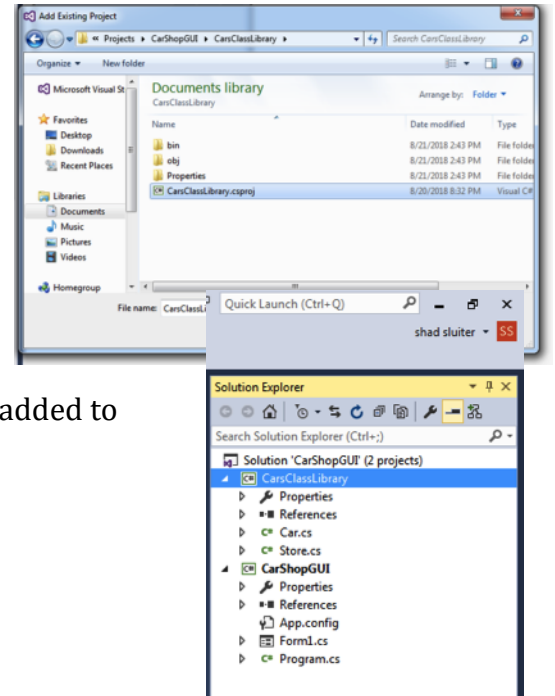 Add Existing Project
« Projects ▸ CarShopGUI ▸ CarsClassLibrary ▸
Search CarsClassLibrary
Organize ▾ New folder
Microsoft Visual St
Favorites
Desktop
Downloads
Recent Places
Libraries
Documents
Music
Pictures
Videos
Homegroup
Documents library
CarsClassLibrary
Arrange by: Folder ▾
Name Date modified Type
bin 8/21/2018 2:43 PM File folde
obj 8/21/2018 2:43 PM File folde
Properties 8/21/2018 2:43 PM File folde
CarsClassLibrary.csproj 8/20/2018 8:32 PM Visual C#
File name: CarsClassLi
Quick Launch (Ctrl+Q)
shad sluiter SS
added to
Solution Explorer
Search Solution Explorer (Ctrl+;)
Solution 'CarShopGUI' (2 projects)
C# CarsClassLibrary
Properties
References
C# Car.cs
C# Store.cs
C# CarShopGUI
Properties
References
App.config
Form1.cs
C# Program.cs